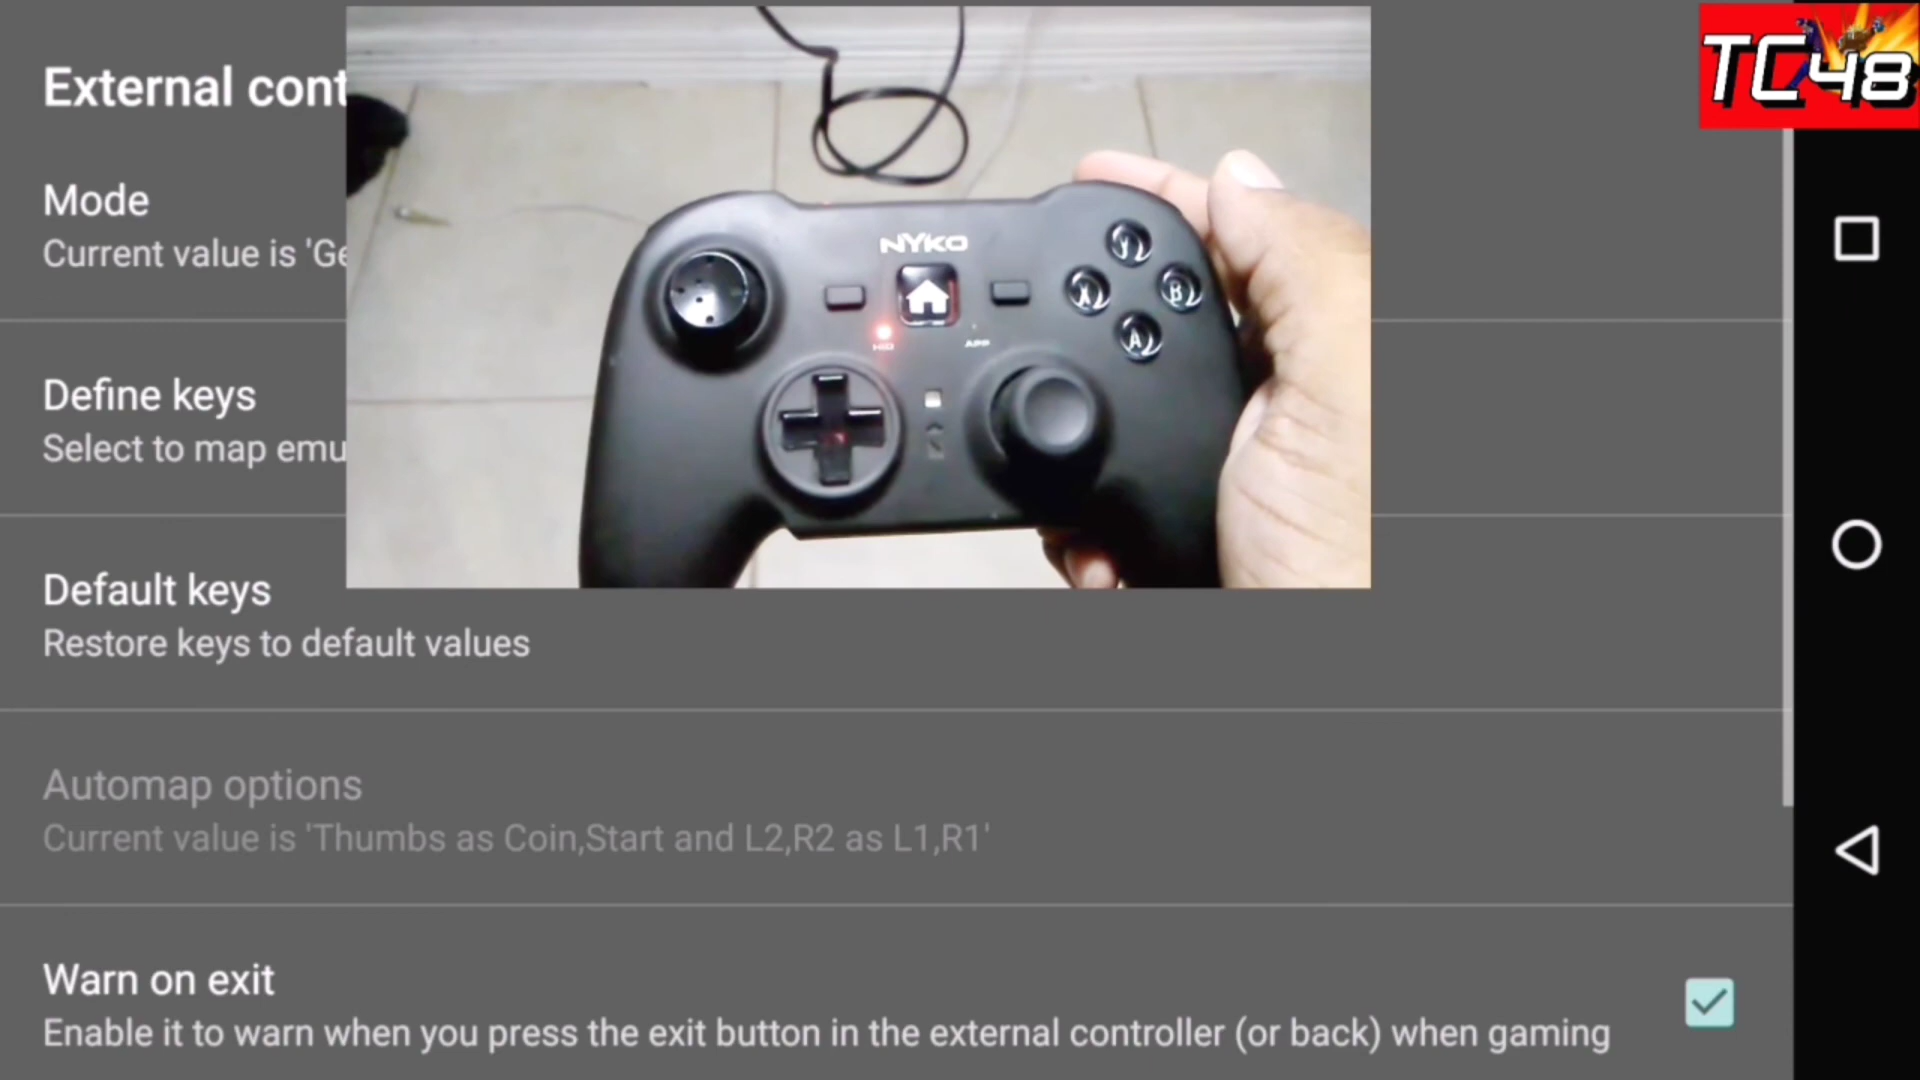 External cont
TC48
Mode
Current value is 'Ge
Define keys
Select to map emu
Default keys
Restore keys to default values
Automap options
Current value is 'Thumbs as Coin,Start and L2,R2 as L1,R1'
Warn on exit
Enable it to warn when you press the exit button in the external controller (or back) when gaming
NYKO
Y
X
B
A
HID
APP